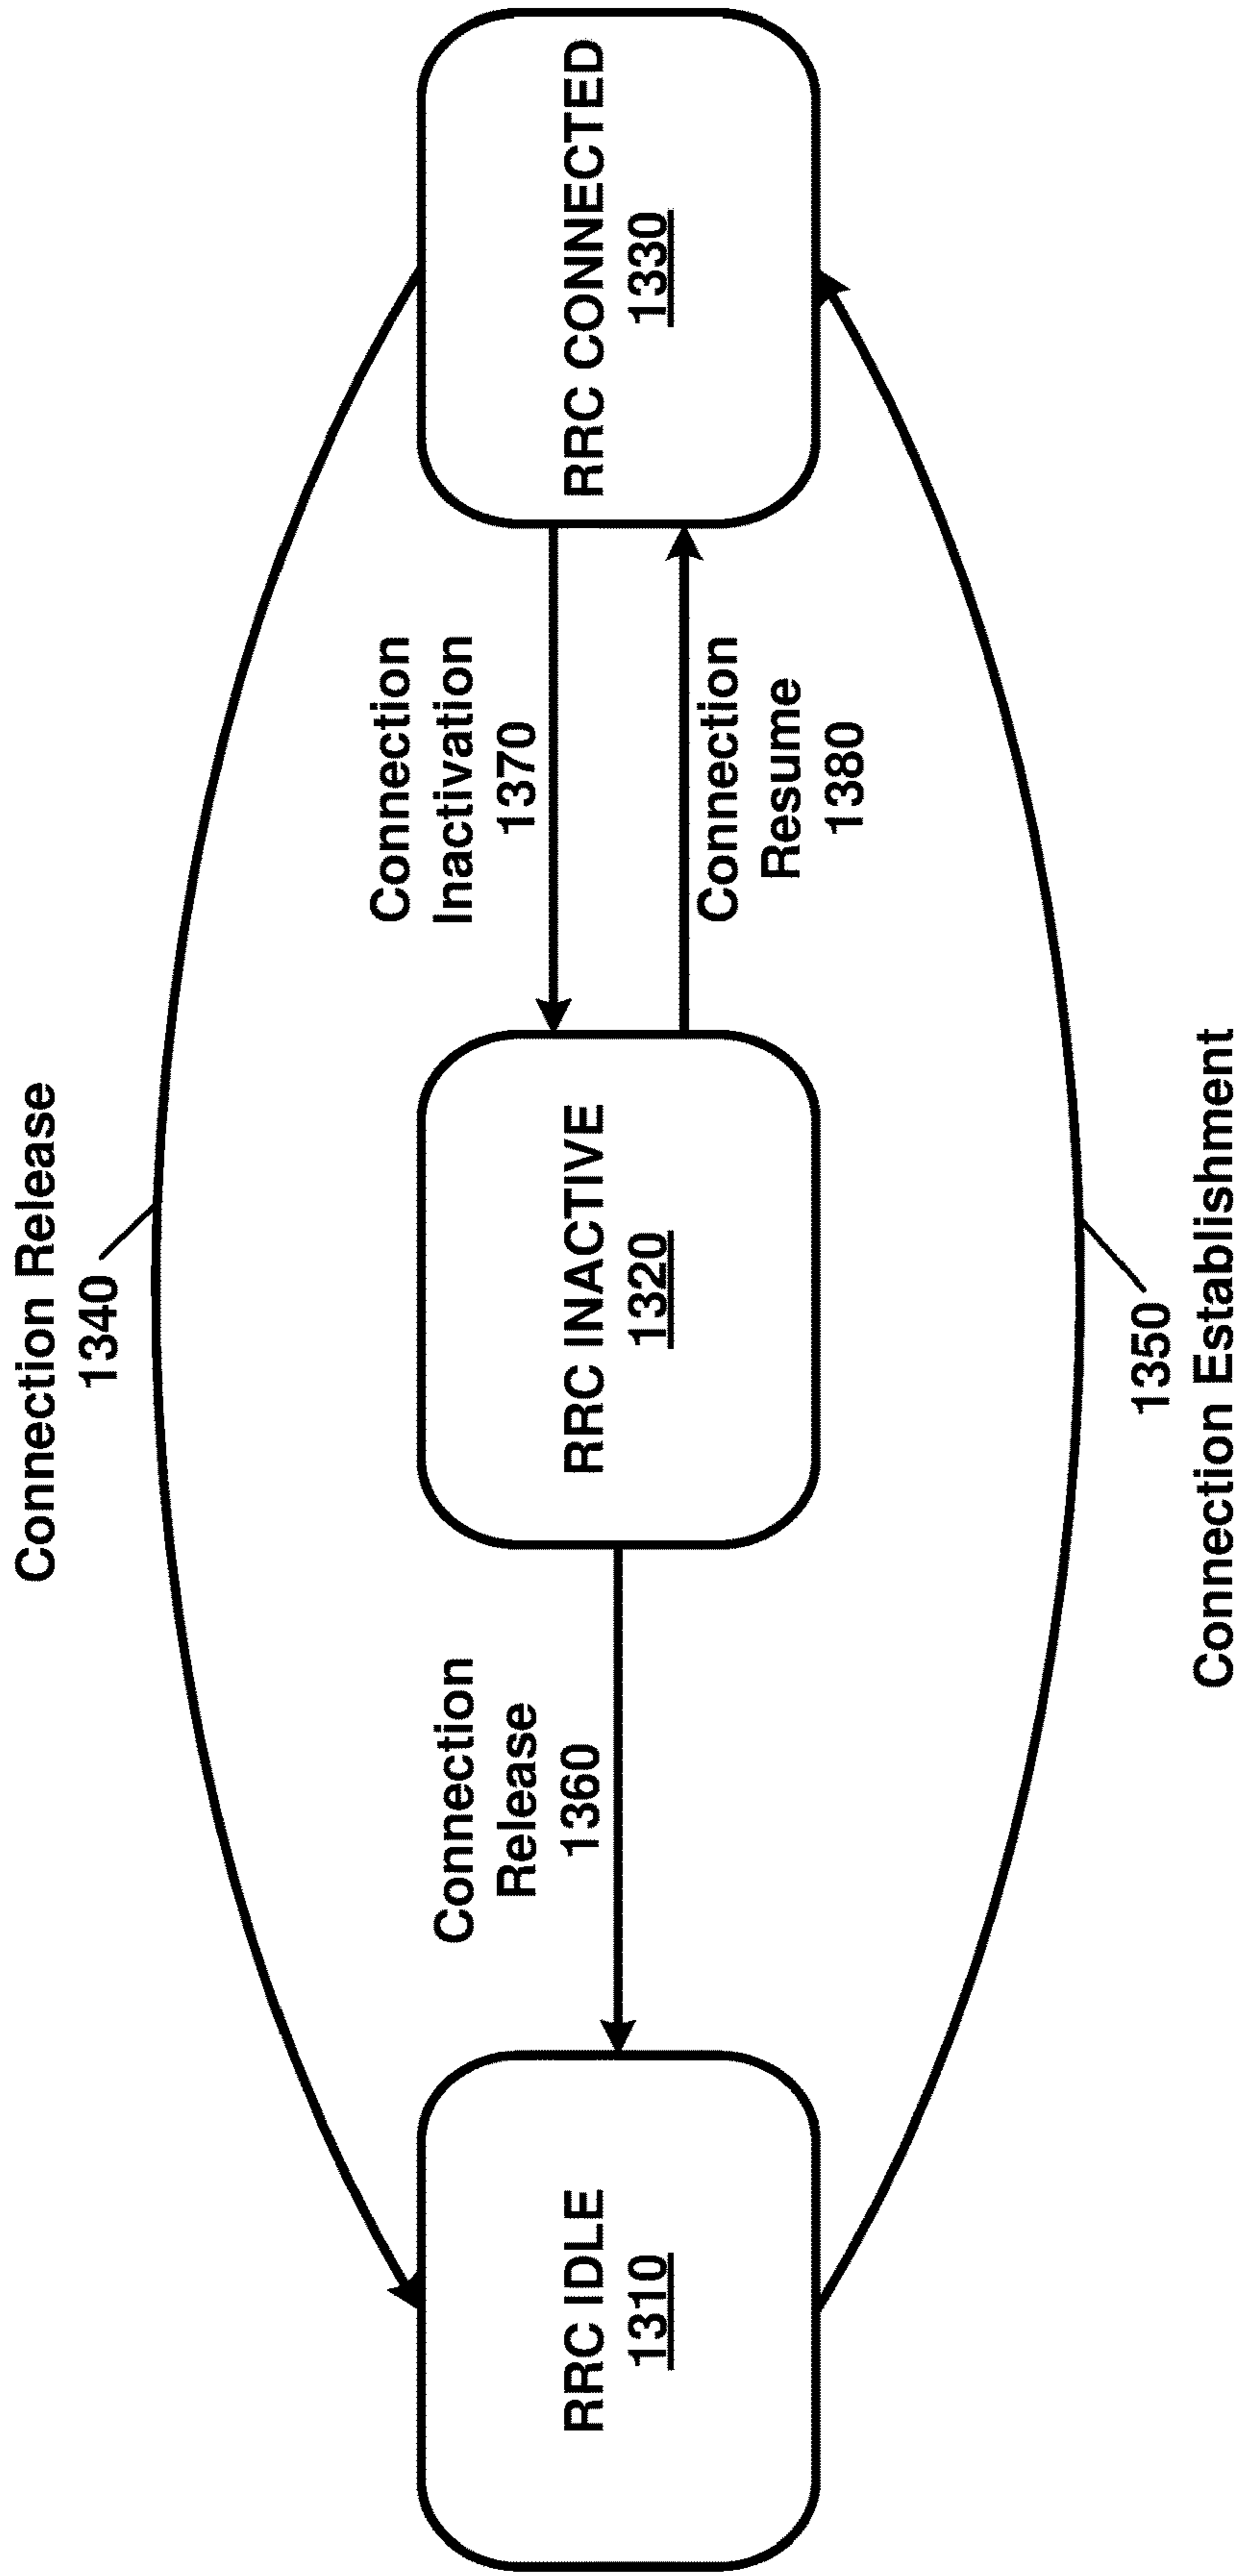 Connection Release
1340
RRC IDLE
1310
Connection
Release
1360
RRC INACTIVE
1320
Connection
Inactivation
1370
Connection
Resume
1380
RRC CONNECTED
1330
1350
Connection Establishment